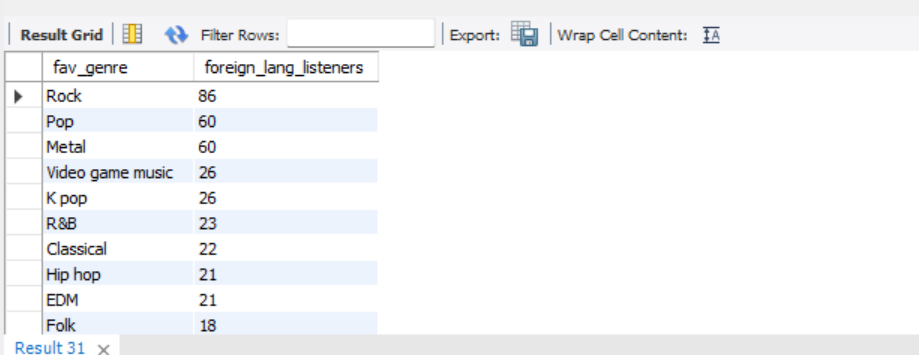 Result Grid Filter Rows: Export: Wrap Cell Content: IA
fav_genre foreign_lang_listeners
Rock 86
Pop 60
Metal 60
Video game music 26
K pop 26
R&B 23
Classical 22
Hip hop 21
EDM 21
Folk 18
Result 31 ×